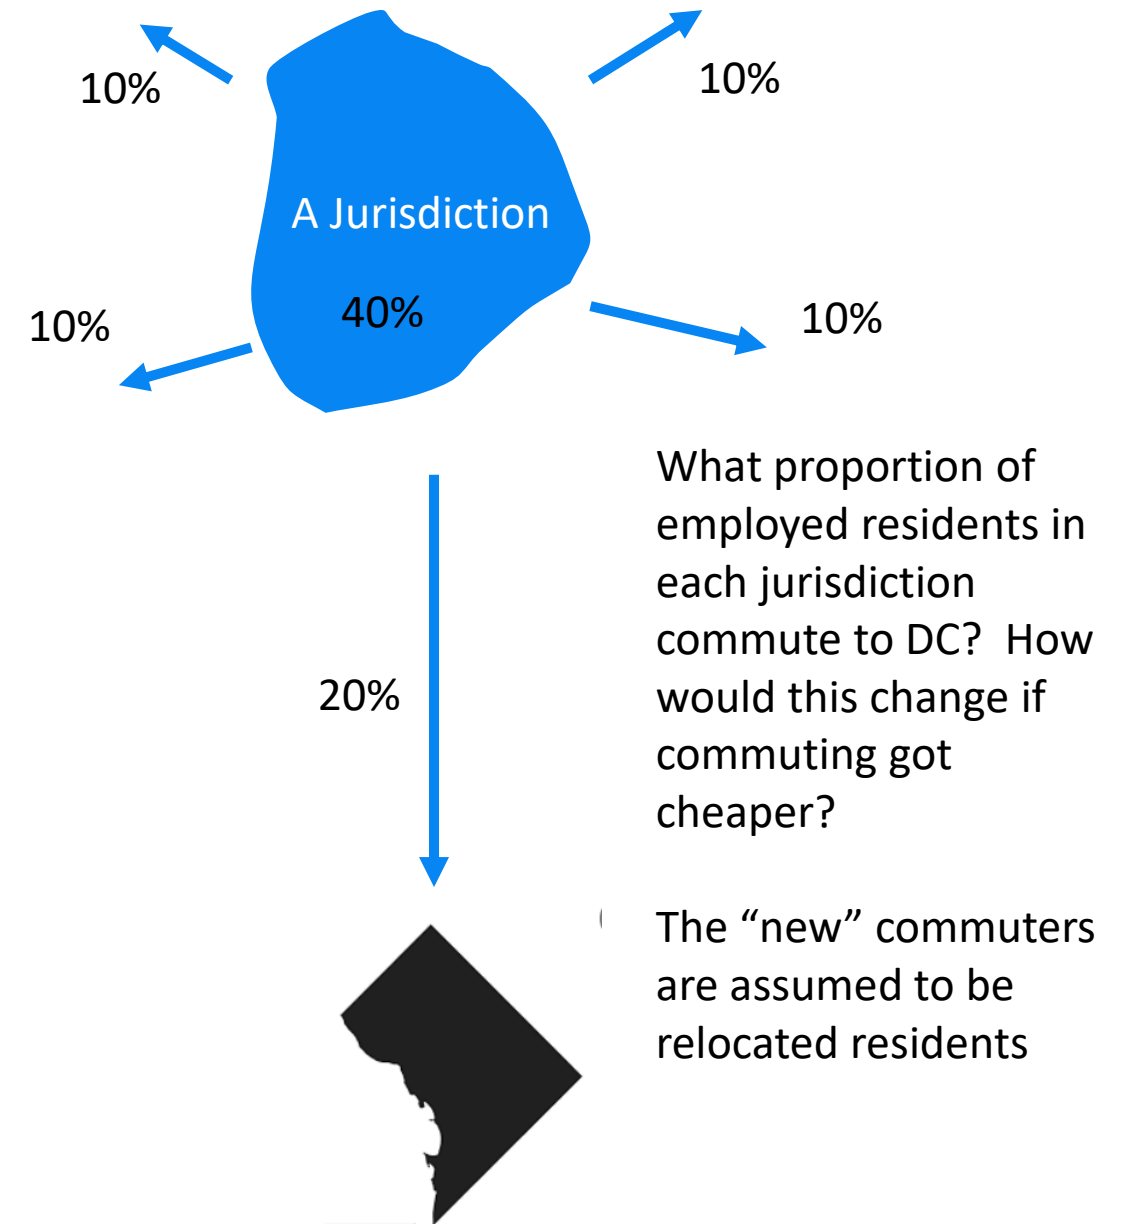 10%
10%
A Jurisdiction
40%
10%
10%
What proportion of
employed residents in
each jurisdiction
commute to DC?  How
would this change if
commuting got
cheaper?
20%
The “new” commuters
are assumed to be
relocated residents